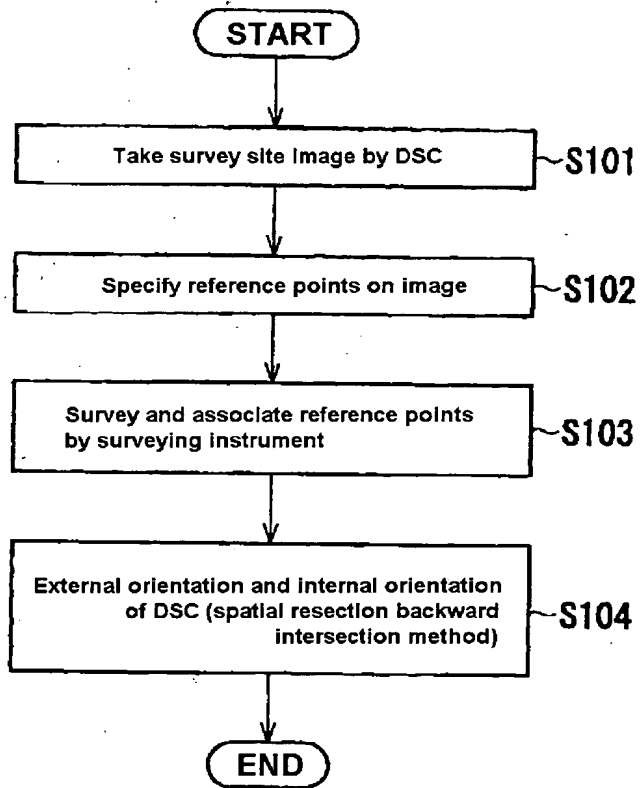 START
Take survey site image by DSC
S101
Specify reference points on image
S102
Survey and associate reference points
by surveying instrument
S103
External orientation and internal orientation
of DSC (spatial resection backward
intersection method)
S104
END